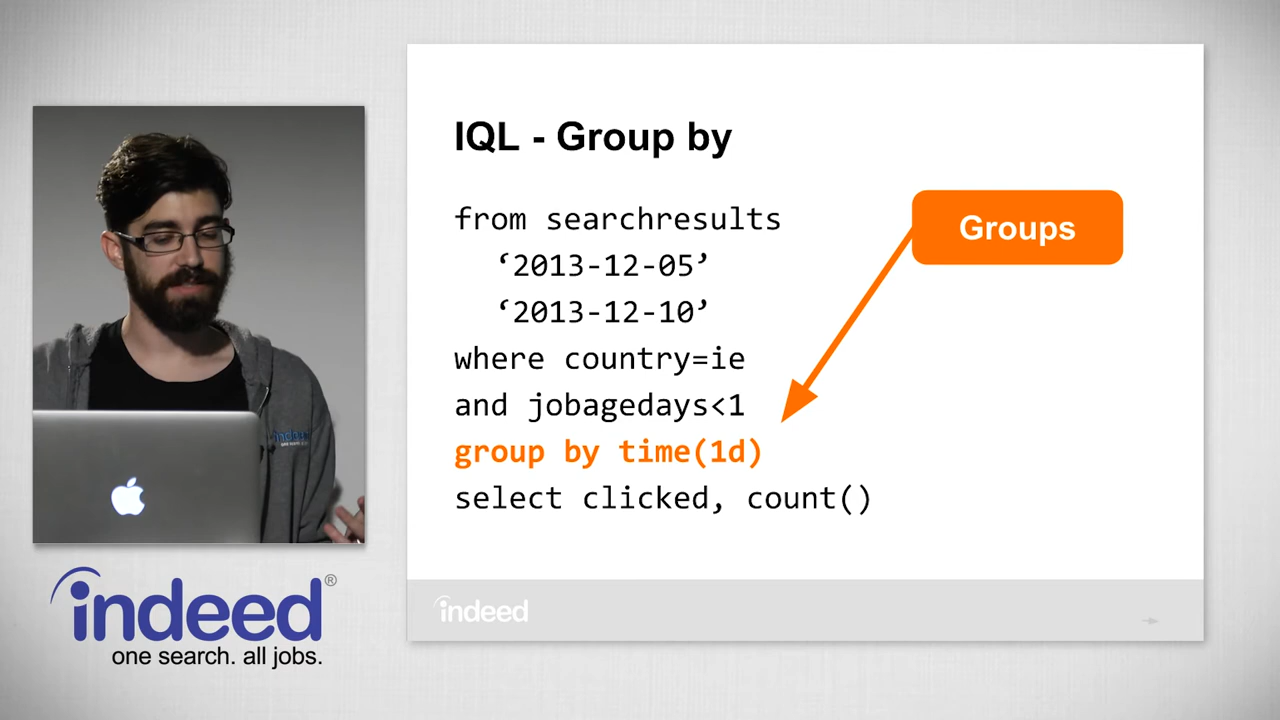 IQL - Group by
from searchresults
‘2013-12-05’
‘2013-12-10’
where country=ie
and jobagedays<1
group by time(1d)
select clicked, count()
Groups
indeed
indeed®
one search. all jobs.